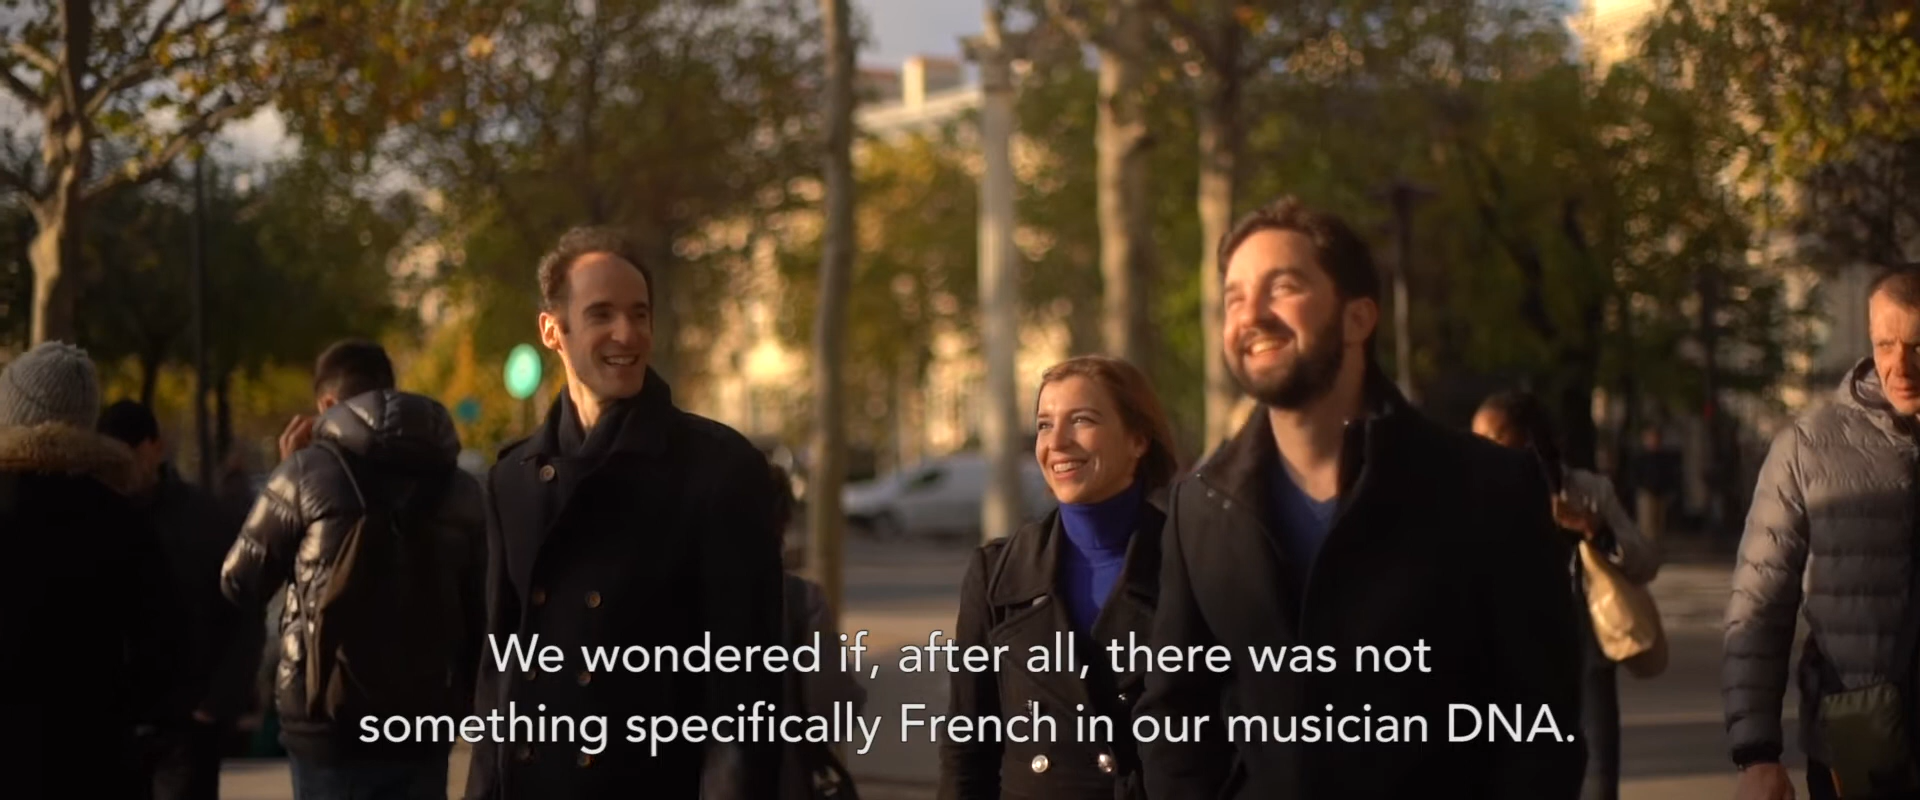 We wondered if, after all, there was not
something specifically French in our musician DNA.